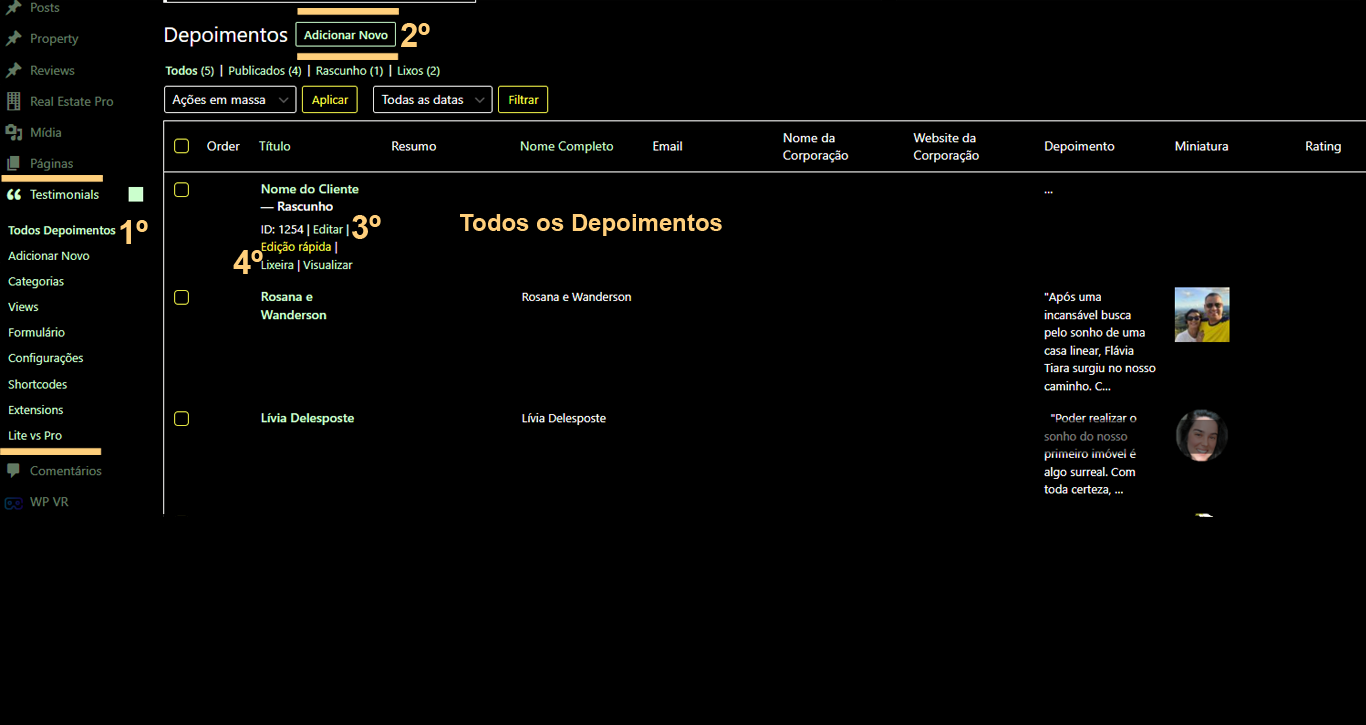 Posts
Property
Reviews
Real Estate Pro
Mídia
Páginas
Testimonials
Todos Depoimentos 1º
Adicionar Novo
Categorias
Views
Formulário
Configurações
Shortcodes
Extensions
Lite vs Pro
Comentários
WP VR
Depoimentos Adicionar Novo 2º
Todos (5) | Publicados (4) | Rascunho (1) | Lixos (2)
Ações em massa Aplicar Todas as datas Filtrar
Order Título Resumo Nome Completo Email Nome da Corporação Website da Corporação Depoimento Miniatura Rating
Nome do Cliente
— Rascunho
ID: 1254 | Editar | 3º
Edição rápida |
4º Lixeira | Visualizar
...
Todos os Depoimentos
Rosana e
Wanderson
Rosana e Wanderson
"Após uma
incansável busca
pelo sonho de uma
casa linear, Flávia
Tiara surgiu no nosso
caminho. C...
Lívia Delesposte
Lívia Delesposte
"Poder realizar o
sonho do nosso
primeiro imóvel é
algo surreal. Com
toda certeza, ...